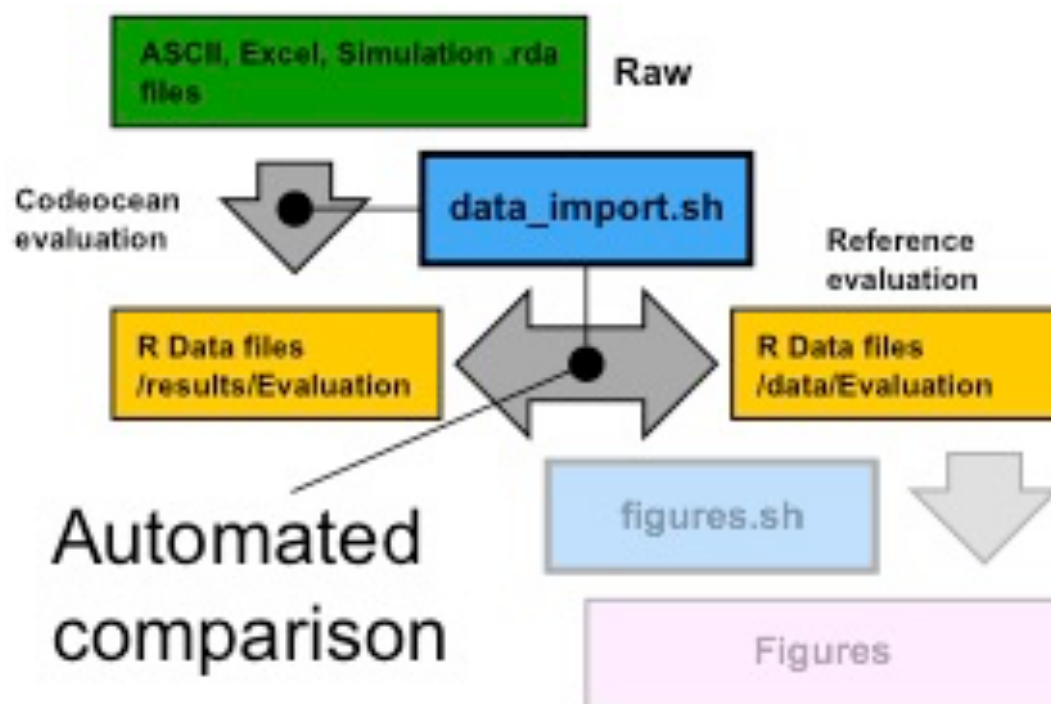 ASCII, Excel, Simulation .rda
files
Raw
Codeocean
evaluation
data_import.sh
Reference
evaluation
R Data files
/results/Evaluation
R Data files
/data/Evaluation
figures.sh
Automated
comparison
Figures